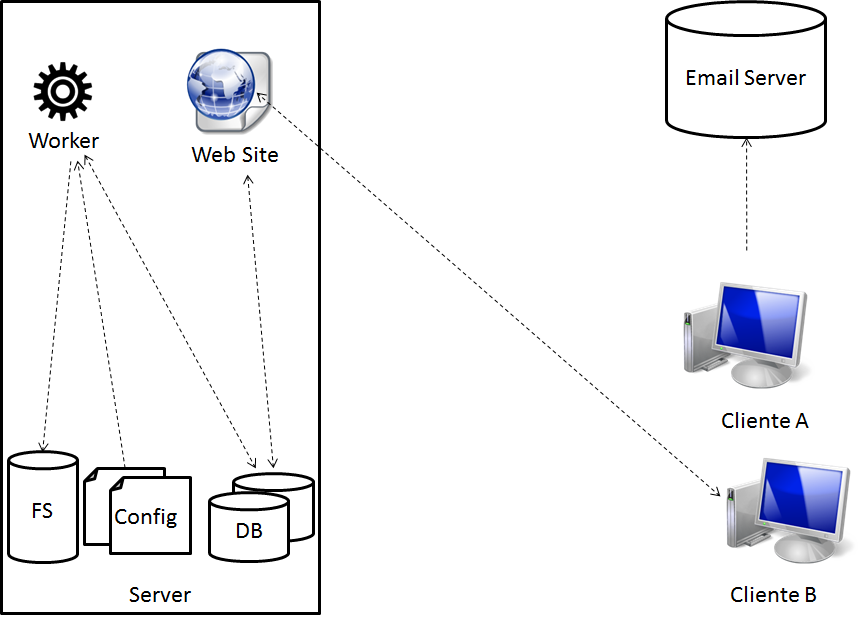 Email Server
Worker
Web Site
Cliente A
FS
Config
DB
Server
Cliente B